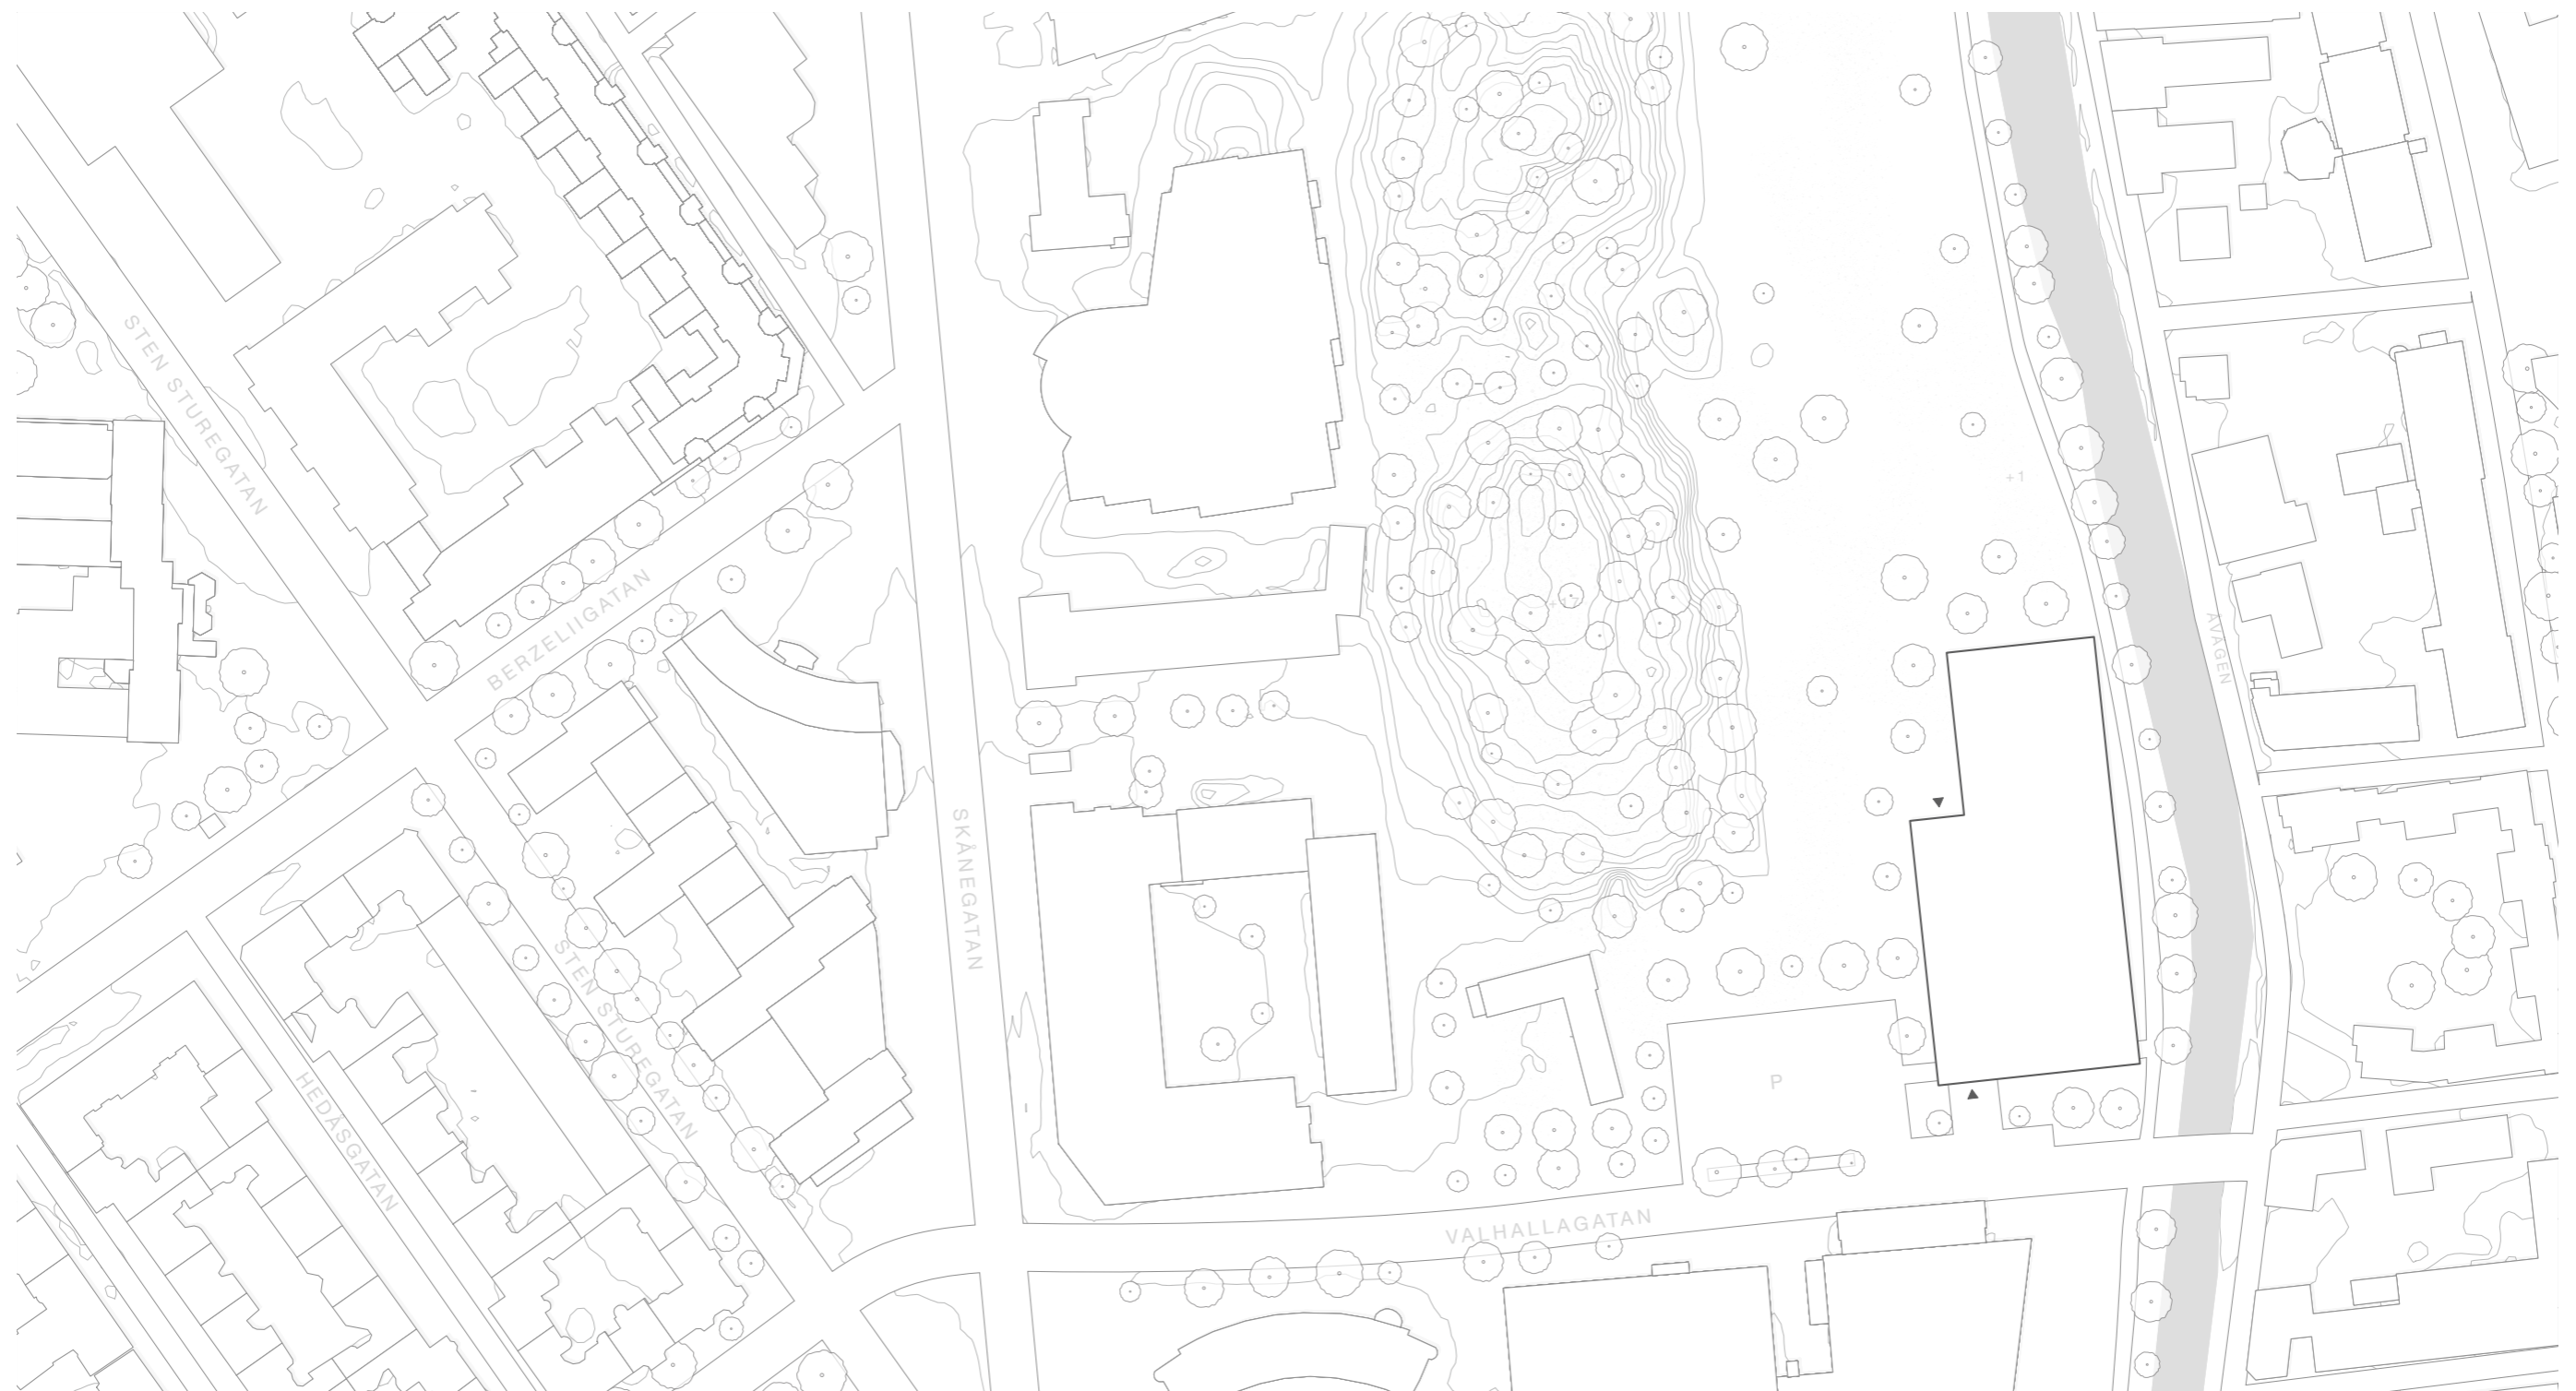 STEN STUREGATAN
+1
BERZELIIGATAN
ÅVÄGEN
SKÅNEGATAN
STEN STUREGATAN
HEDÅSGATAN
P
VALHALLAGATAN